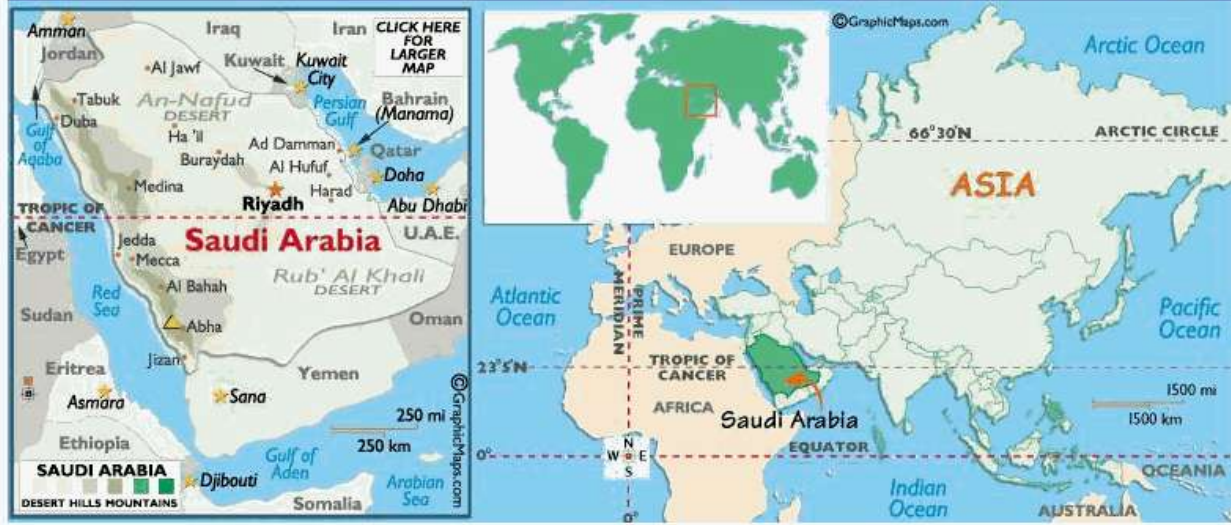 Amman
Iraq
Iran
CLICK HERE
FOR
LARGER
MAP
Jordan
Al Jawf
Kuwait
Kuwait
City
Tabuk
An-Nafud
DESERT
Persian
Gulf
Bahrain
(Manama)
Duba
Gulf
of
Aqaba
Ha 'il
Buraydah
Ad Damman
Qatar
Al Hufuf
Doha
Medina
Riyadh
Harad
Abu Dhabi
TROPIC OF
CANCER
Jedda
Saudi Arabia
U.A.E.
Egypt
Mecca
Rub' Al Khali
DESERT
Al Bahah
Red
Sea
Sudan
Abha
Oman
Jizan
Eritrea
Yemen
Asmara
Sana
250 mi
250 km
Ethiopia
©GraphicMaps.com
SAUDI ARABIA
DESERT HILLS MOUNTAINS
Gulf of
Aden
Djibouti
Arabian
Sea
Somalia
©GraphicMaps.com
Arctic Ocean
66°30'N
ARCTIC CIRCLE
ASIA
EUROPE
Atlantic
Ocean
PRIME
MERIDIAN
Pacific
Ocean
23°5'N
TROPIC OF
CANCER
AFRICA
1500 mi
1500 km
Saudi Arabia
EQUATOR
0°
N
W E
S
OCEANIA
Indian
Ocean
AUSTRALIA
0°